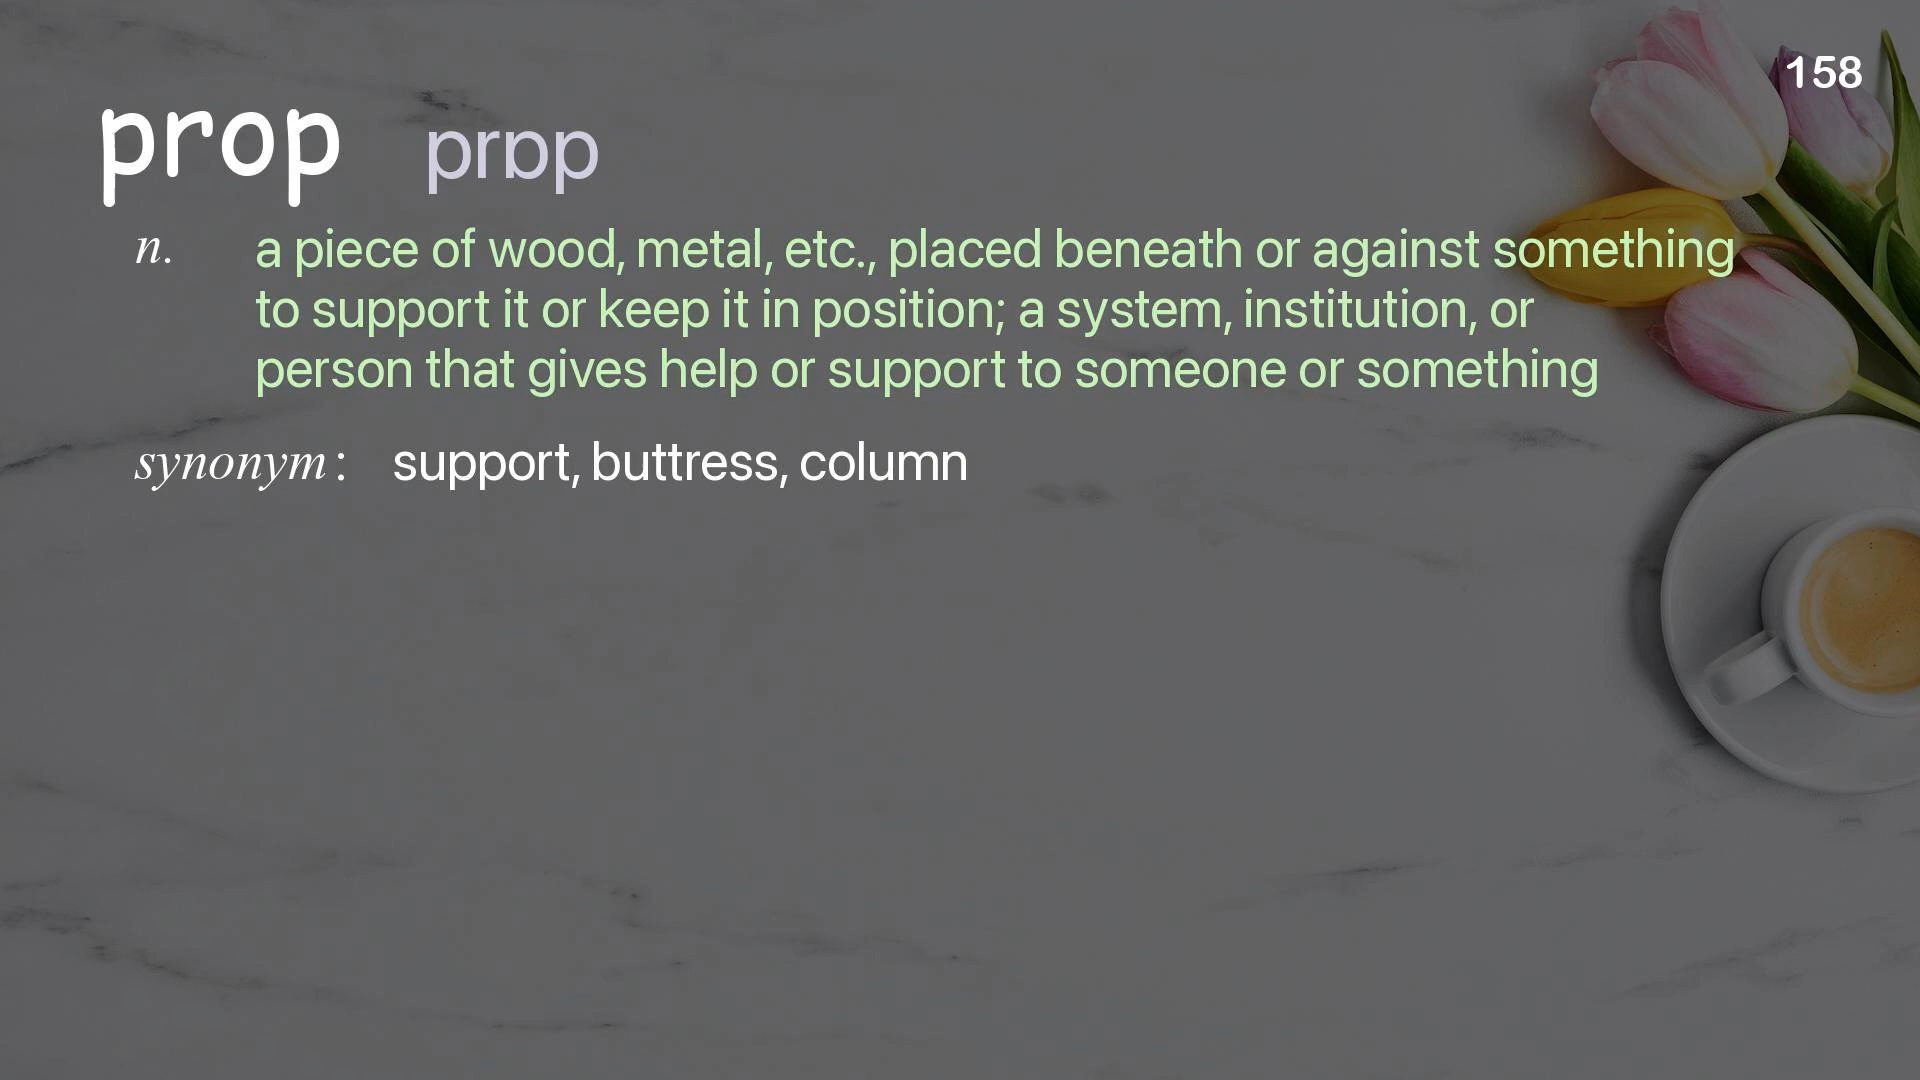 158
prop prɒp
n. a piece of wood, metal, etc., placed beneath or against something
to support it or keep it in position; a system, institution, or
person that gives help or support to someone or something
synonym : support, buttress, column